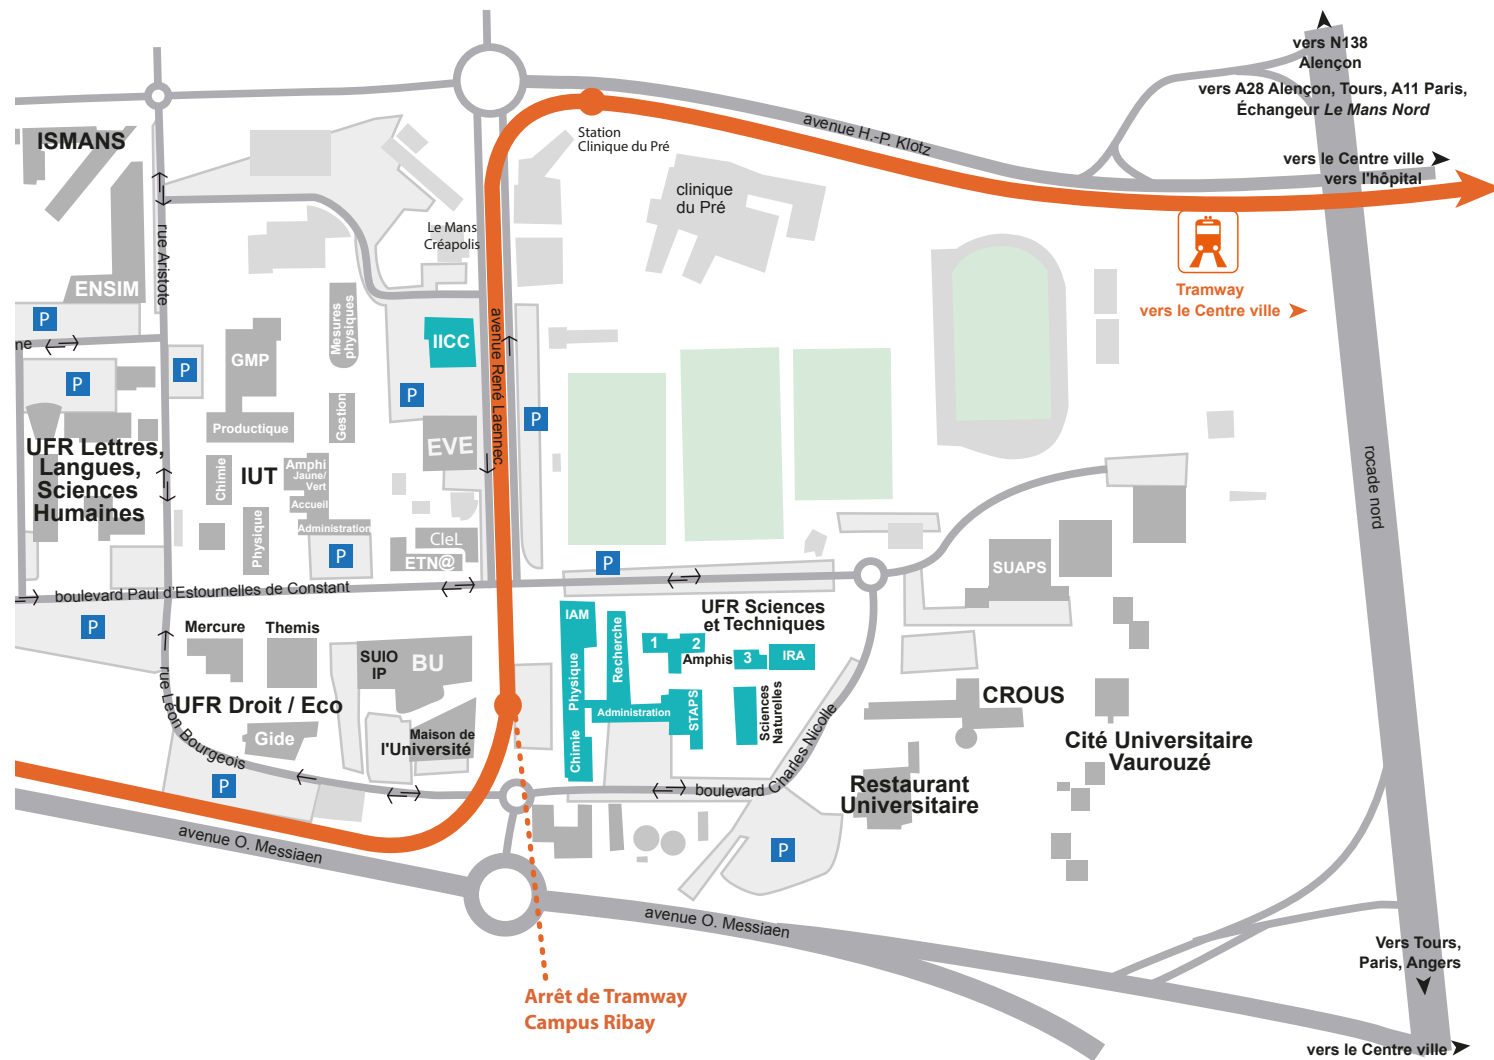 vers N138
Alençon
vers A28 Alençon, Tours, A11 Paris,
Échangeur Le Mans Nord
avenue H.-P. Klotz
Station
Clinique du Pré
vers le Centre ville
vers l'hôpital
ISMANS
clinique
du Pré
Le Mans
Créapolis
rue Aristote
ENSIM
Tramway
vers le Centre ville
P
ne
Mesures
physiques
avenue René Laennec
IICC
GMP
P
P
P
P
Gestion
Productique
EVE
UFR Lettres,
Langues,
Sciences
Humaines
Chimie
IUT
Amphi
Jaune/
Vert
Accueil
Physique
Administration
P
CleL
ETN@
rocade nord
P
SUAPS
boulevard Paul d'Estournelles de Constant
P
Mercure
Themis
IAM
Recherche
UFR Sciences
et Techniques
1
2
Amphis
3
IRA
SUIO
IP
BU
Physique
rue Léon Bourgeois
UFR Droit / Eco
Administration
STAPS
Sciences
Naturelles
CROUS
Gide
Maison de
l'Université
Chimie
boulevard Charles Nicolle
Cité Universitaire
Vaurouzé
Restaurant
Universitaire
P
avenue O. Messiaen
P
avenue O. Messiaen
Vers Tours,
Paris, Angers
Arrêt de Tramway
Campus Ribay
vers le Centre ville